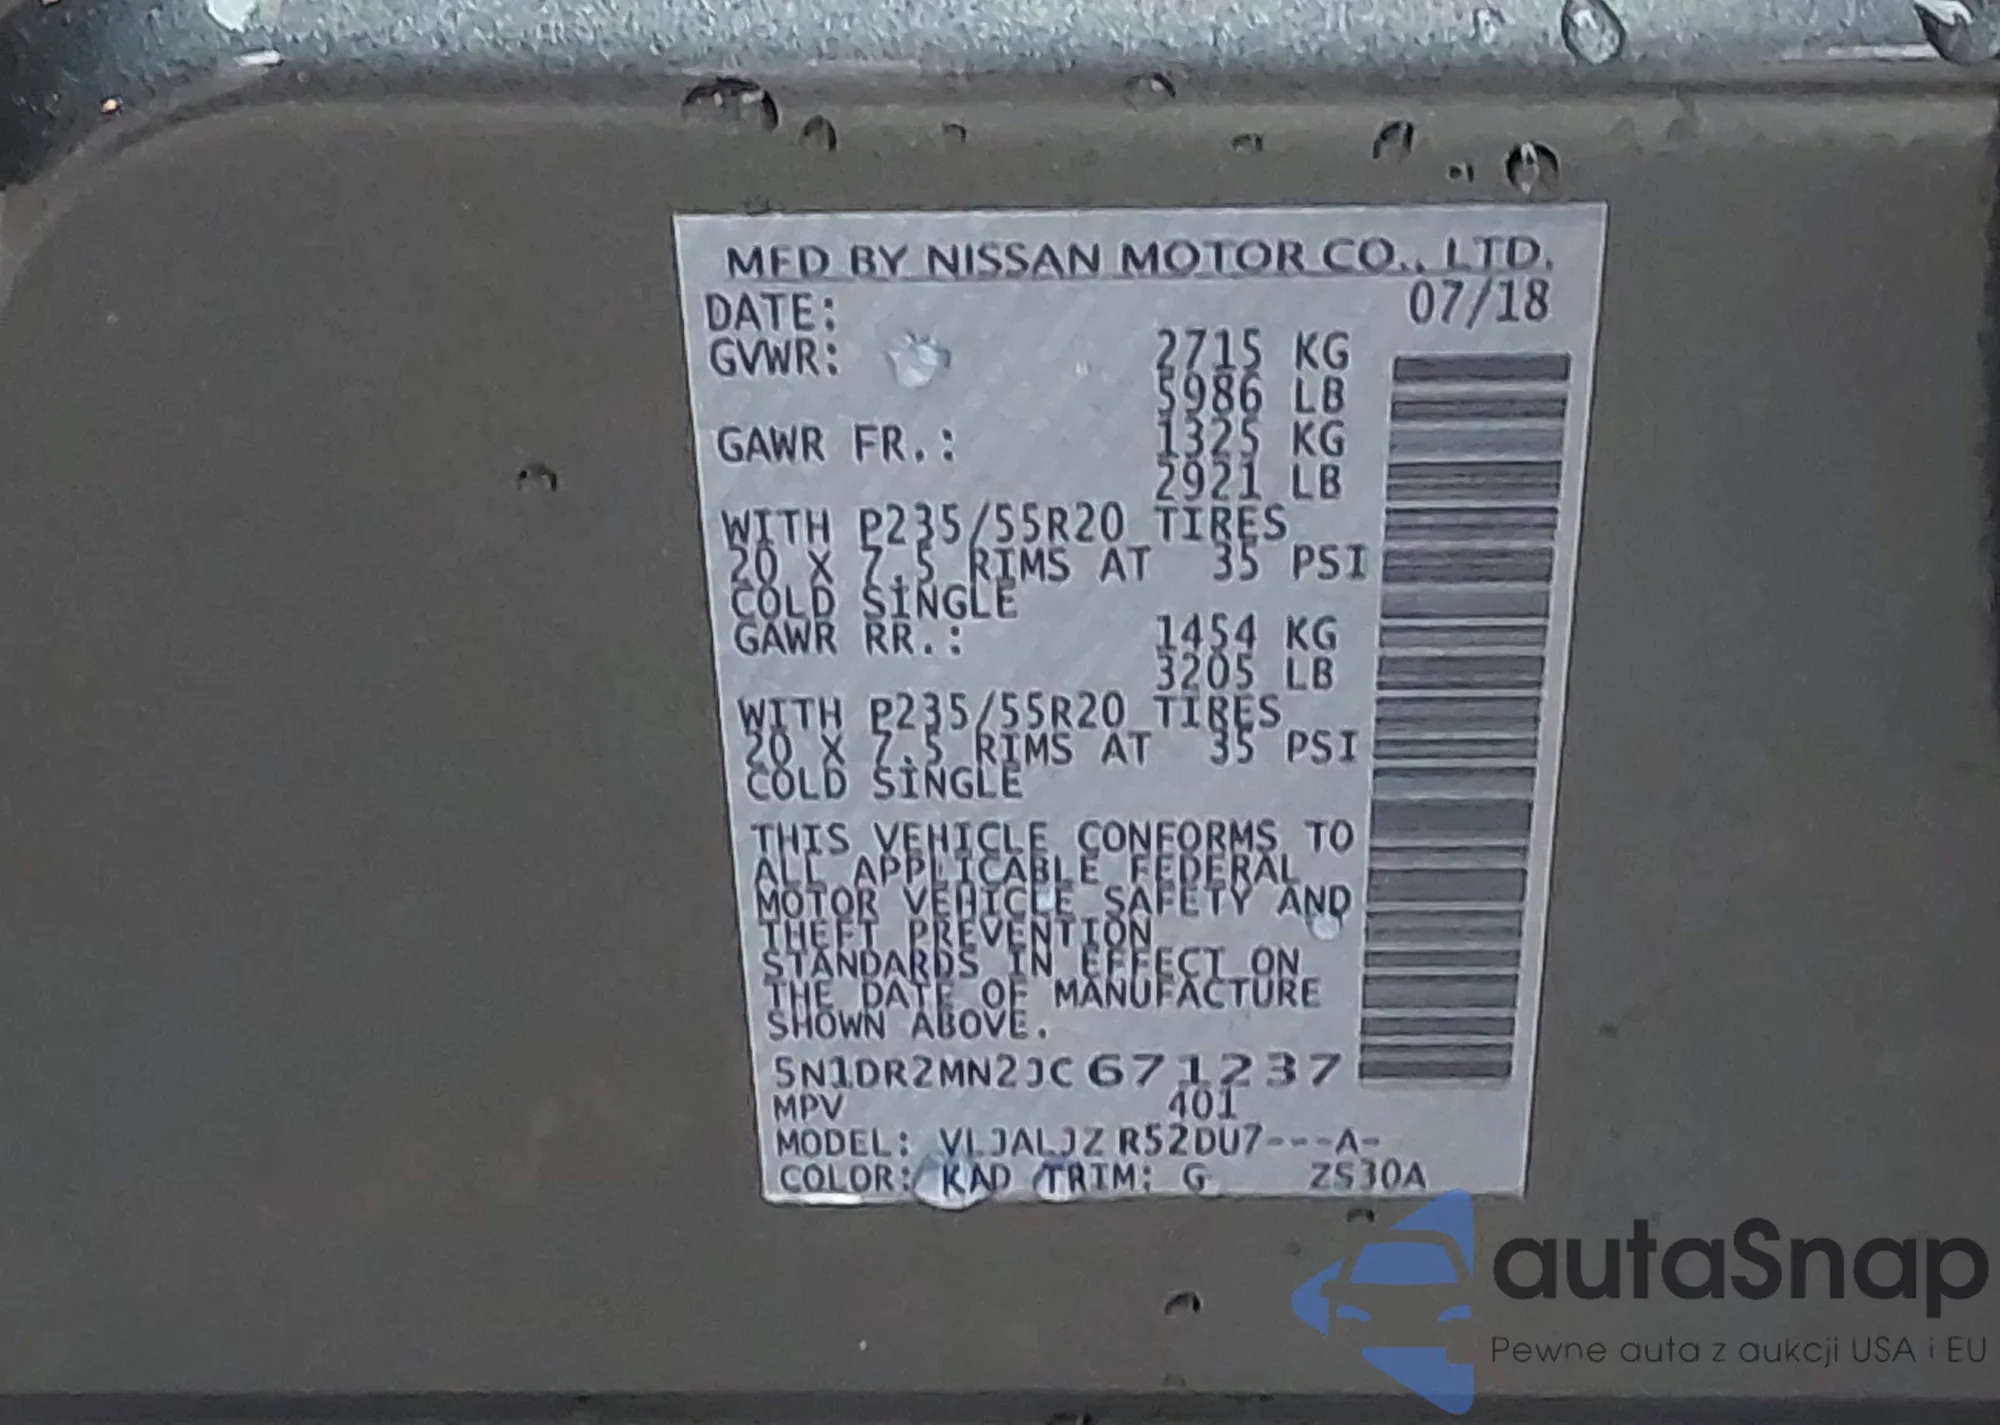 MFD BY NISSAN MOTOR CO., LTD.
DATE: 07/18
GVWR: 2715 KG
5986 LB
GAWR FR.: 1325 KG
2921 LB
WITH P235/55R20 TIRES
20 X 7.5 RIMS AT 35 PSI
COLD SINGLE
GAWR RR.: 1454 KG
3205 LB
WITH P235/55R20 TIRES
20 X 7.5 RIMS AT 35 PSI
COLD SINGLE
THIS VEHICLE CONFORMS TO
ALL APPLICABLE FEDERAL
MOTOR VEHICLE SAFETY AND
THEFT PREVENTION
STANDARDS IN EFFECT ON
THE DATE OF MANUFACTURE
SHOWN ABOVE.
5N1DR2MN2JC671237
MPV 401
MODEL: VLJALJZ R52DU7---A-
COLOR: KAD TRIM: G ZS30A
autaSnap
Pewne auta z aukcji USA i EU